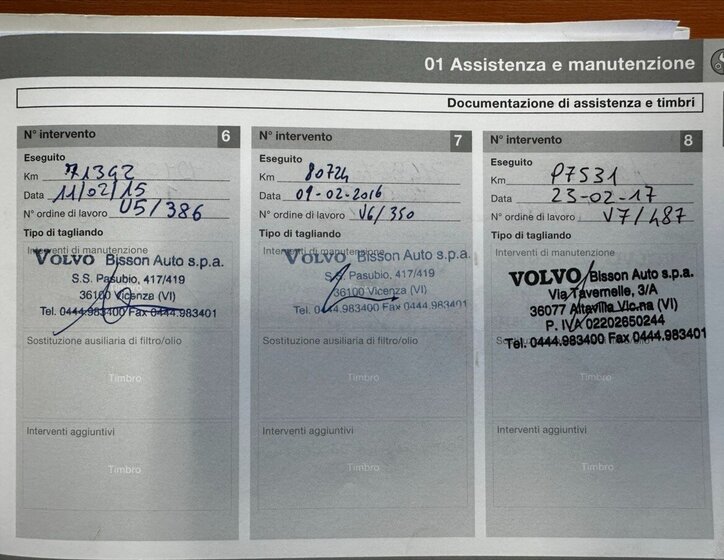 01 Assistenza e manutenzione
Documentazione di assistenza e timbri
N° intervento 6
Eseguito
Km 71392
Data 11/02/15
N° ordine di lavoro U5/386
Tipo di tagliando
Interventi di manutenzione
VOLVO Bisson Auto s.p.a.
S.S. Pasubio, 417/419
36100 Vicenza (VI)
Tel. 0444.983400 Fax 0444.983401
Sostituzione ausiliaria di filtro/olio
Timbro
Interventi aggiuntivi
Timbro
N° intervento 7
Eseguito
Km 80724
Data 09-02-2016
N° ordine di lavoro V6/350
Tipo di tagliando
Interventi di manutenzione
VOLVO Bisson Auto s.p.a.
S.S. Pasubio, 417/419
36100 Vicenza (VI)
Tel. 0444.983400 Fax 0444.983401
Sostituzione ausiliaria di filtro/olio
Timbro
Interventi aggiuntivi
Timbro
N° intervento 8
Eseguito
Km 87531
Data 23-02-17
N° ordine di lavoro V7/487
Tipo di tagliando
Interventi di manutenzione
VOLVO Bisson Auto s.p.a.
Via Tavernelle, 3/A
36077 Altavilla Vic.na (VI)
P. IVA 02202650244
Tel. 0444.983400 Fax 0444.983401
Timbro
Interventi aggiuntivi
Timbro